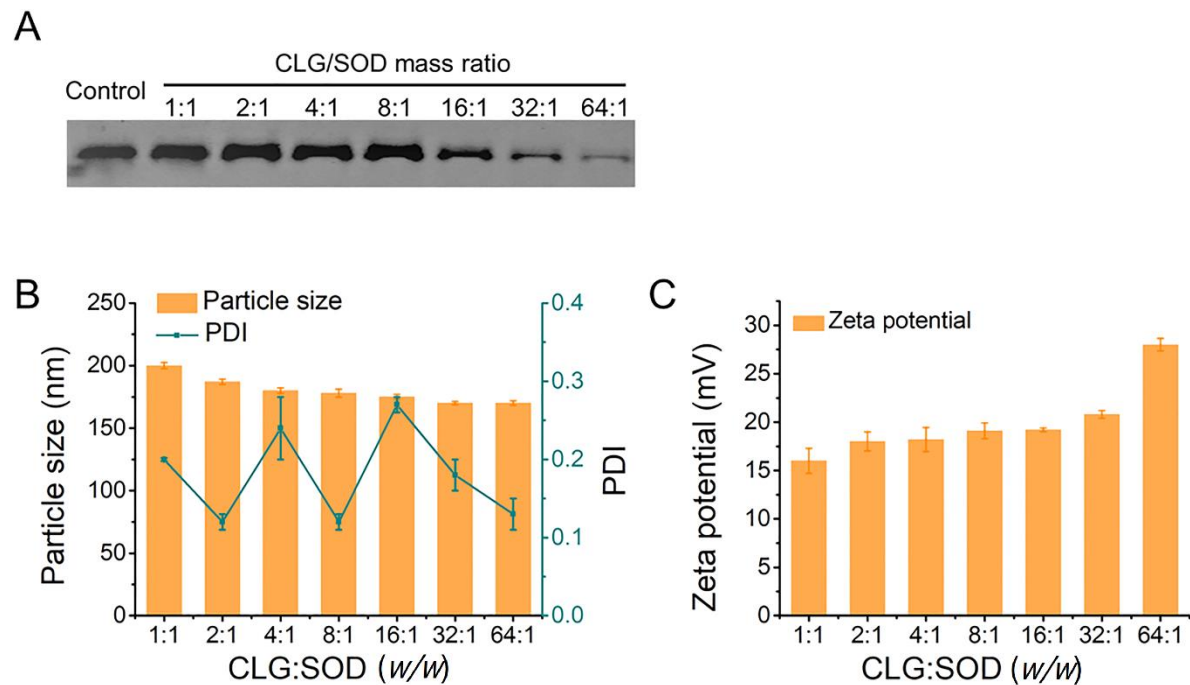 A
CLG/SOD mass ratio
Control 1:1 2:1 4:1 8:1 16:1 32:1 64:1
B
Particle size
PDI
250
200
150
100
50
0
Particle size (nm)
0.4
0.3
0.2
0.1
0.0
PDI
1:1 2:1 4:1 8:1 16:1 32:1 64:1
CLG:SOD (w/w)
C
Zeta potential
30
25
20
15
10
5
0
Zeta potential (mV)
1:1 2:1 4:1 8:1 16:1 32:1 64:1
CLG:SOD (w/w)